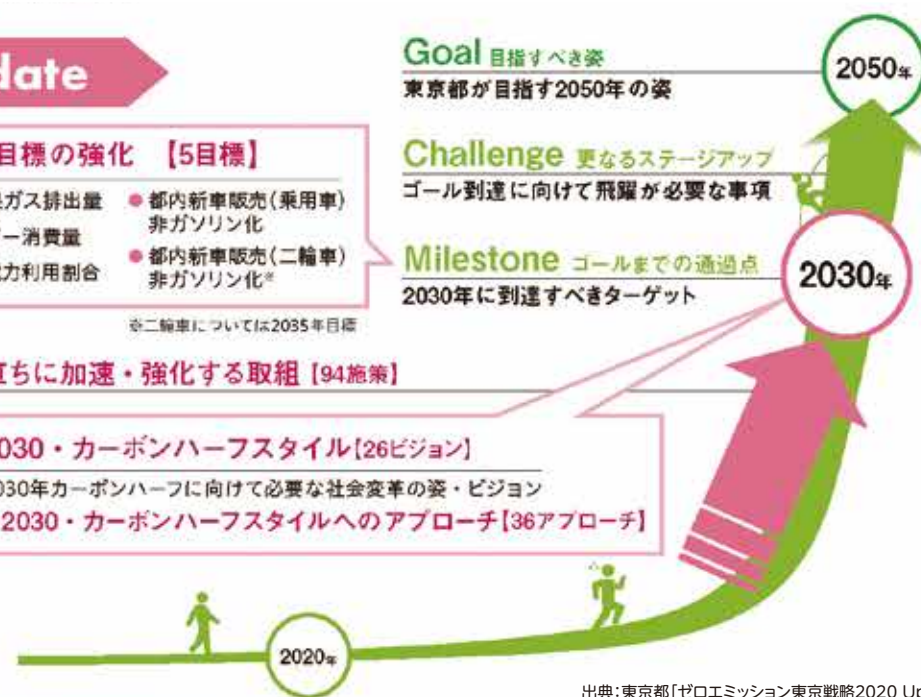 date
Goal 目指すべき姿
東京都が目指す2050年の姿
2050年
目標の強化 【5目標】
ガス排出量
ー消費量
力利用割合
●都内新車販売(乗用車)
非ガソリン化
●都内新車販売(二輪車)
非ガソリン化※
※二輪車については2035年目標
Challenge 更なるステージアップ
ゴール到達に向けて飛躍が必要な事項
Milestone ゴールまでの通過点
2030年に到達すべきターゲット
2030年
直ちに加速・強化する取組【94施策】
2030・カーボンハーフスタイル【26ビジョン】
2030年カーボンハーフに向けて必要な社会変革の姿・ビジョン
2030・カーボンハーフスタイルへのアプローチ【36アプローチ】
2020年
出典:東京都「ゼロエミッション東京戦略2020 Up